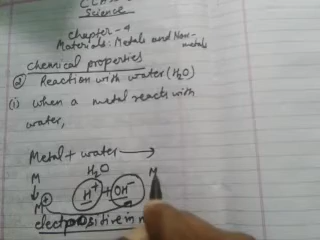 Science
Chapter - 4
Materials: Metals and Non-
metals
Chemical properties
② Reaction with water (H₂O)
(i) when a metal reacts with
water,
Metal + water ⟶
M H₂O M
M⊕ H⁺ + OH⁻
electropositive in